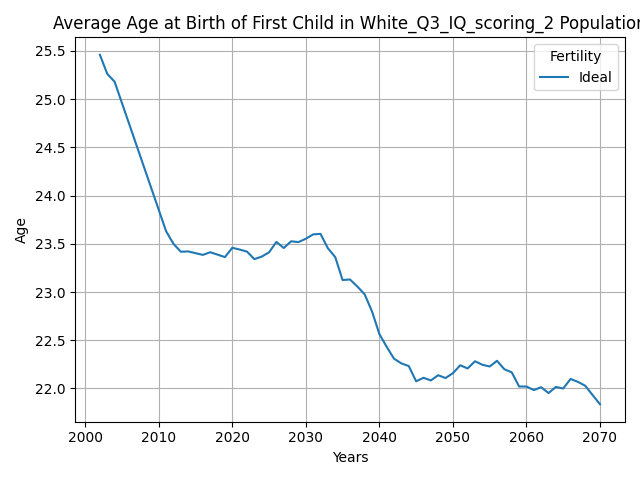 Average Age at Birth of First Child in White_Q3_IQ_scoring_2 Population
25.5
25.0
24.5
24.0
23.5
23.0
22.5
22.0
Age
Fertility
Ideal
2000 2010 2020 2030 2040 2050 2060 2070
Years